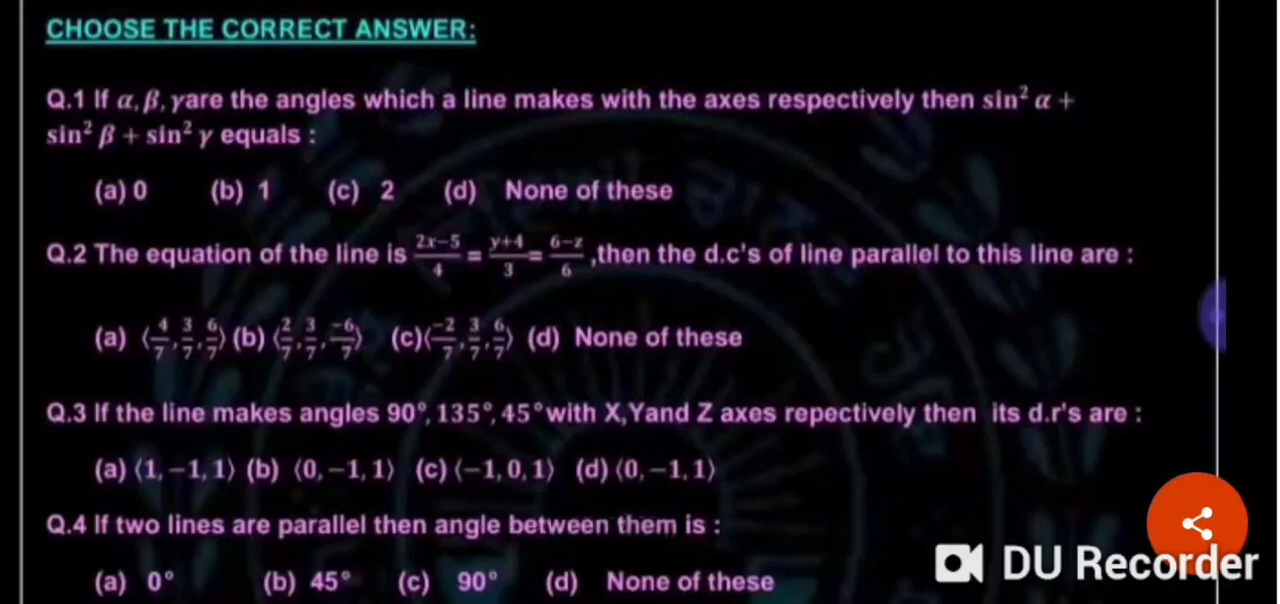 CHOOSE THE CORRECT ANSWER:
Q.1 If α, β, γare the angles which a line makes with the axes respectively then sin² α +
sin² β + sin² γ equals :
(a) 0 (b) 1 (c) 2 (d) None of these
Q.2 The equation of the line is (2x−5)/4 = (y+4)/3 = (6−z)/6 ,then the d.c's of line parallel to this line are :
(a) ⟨4/7, 3/7, 6/7⟩ (b) ⟨2/7, 3/7, −6/7⟩ (c)⟨−2/7, 3/7, 6/7⟩ (d) None of these
Q.3 If the line makes angles 90°, 135°, 45°with X,Yand Z axes repectively then its d.r's are :
(a) ⟨1, −1, 1⟩ (b) ⟨0, −1, 1⟩ (c) ⟨−1, 0, 1⟩ (d) ⟨0, −1, 1⟩
Q.4 If two lines are parallel then angle between them is :
(a) 0° (b) 45° (c) 90° (d) None of these
DU Recorder